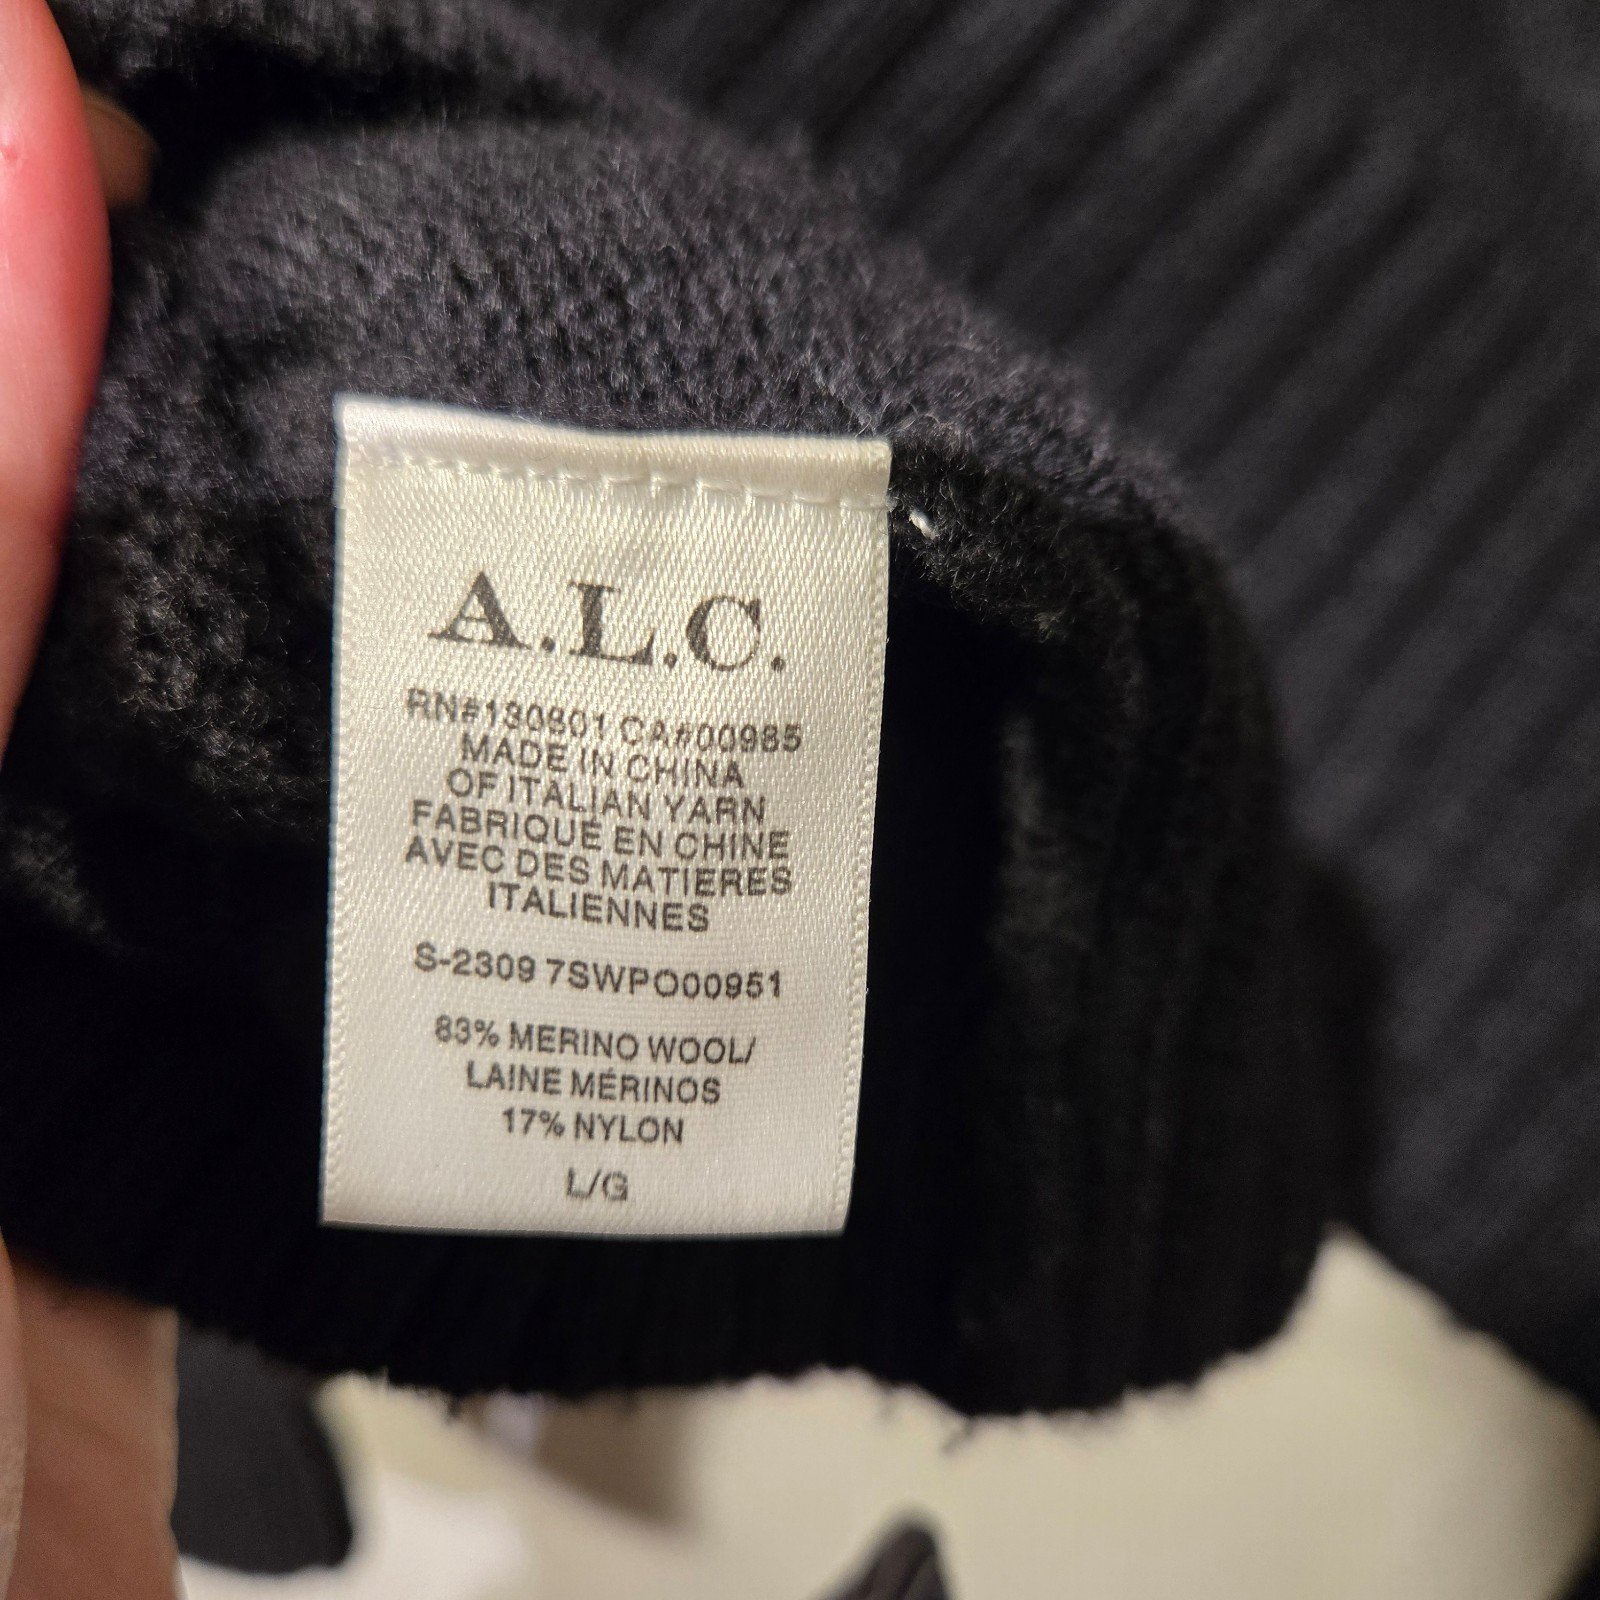 A.L.C.
RN#130801 CA#00985
MADE IN CHINA
OF ITALIAN YARN
FABRIQUE EN CHINE
AVEC DES MATIERES
ITALIENNES
S-2309 7SWPO00951
83% MERINO WOOL/
LAINE MÉRINOS
17% NYLON
L/G